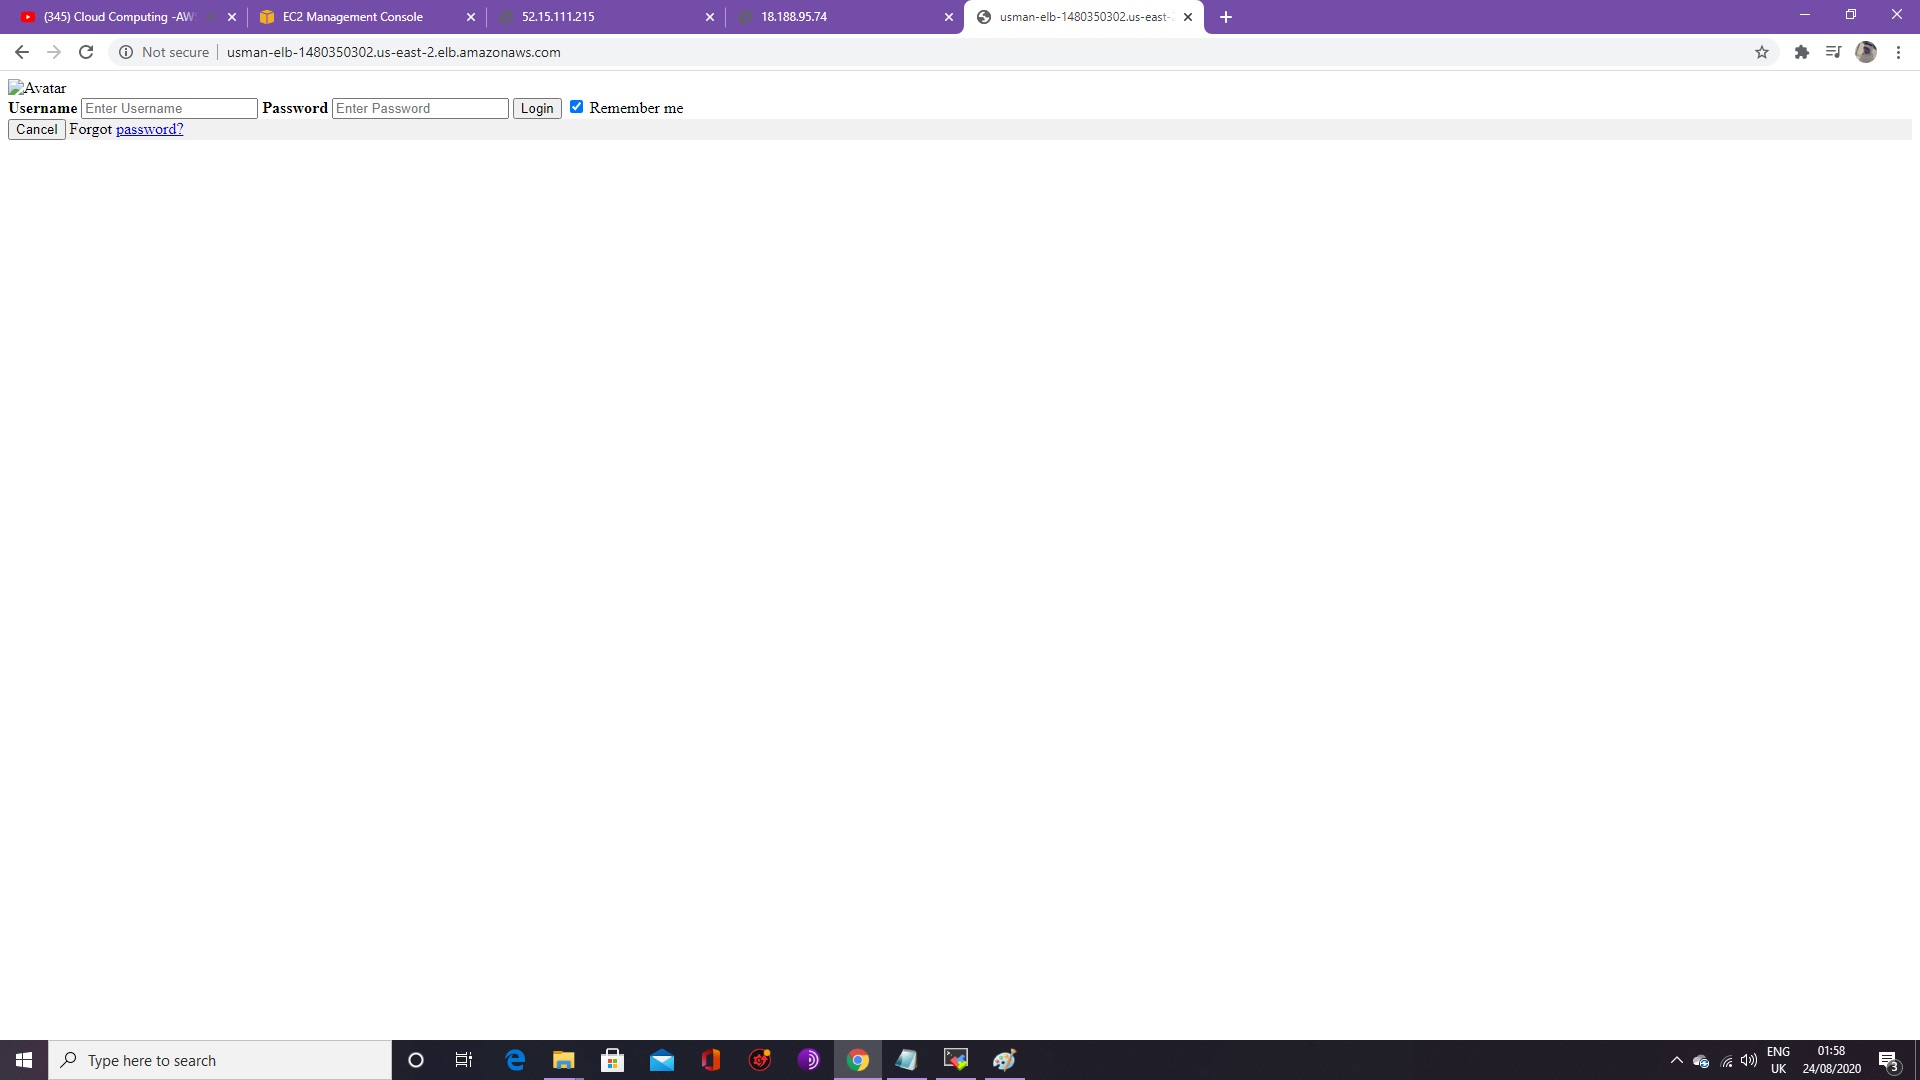 (345) Cloud Computing -AW
EC2 Management Console
52.15.111.215
18.188.95.74
usman-elb-1480350302.us-east-
Not secure
usman-elb-1480350302.us-east-2.elb.amazonaws.com
Avatar
Username Enter Username Password Enter Password Login Remember me
Cancel Forgot password?
Type here to search
ENG
UK
01:58
24/08/2020
3